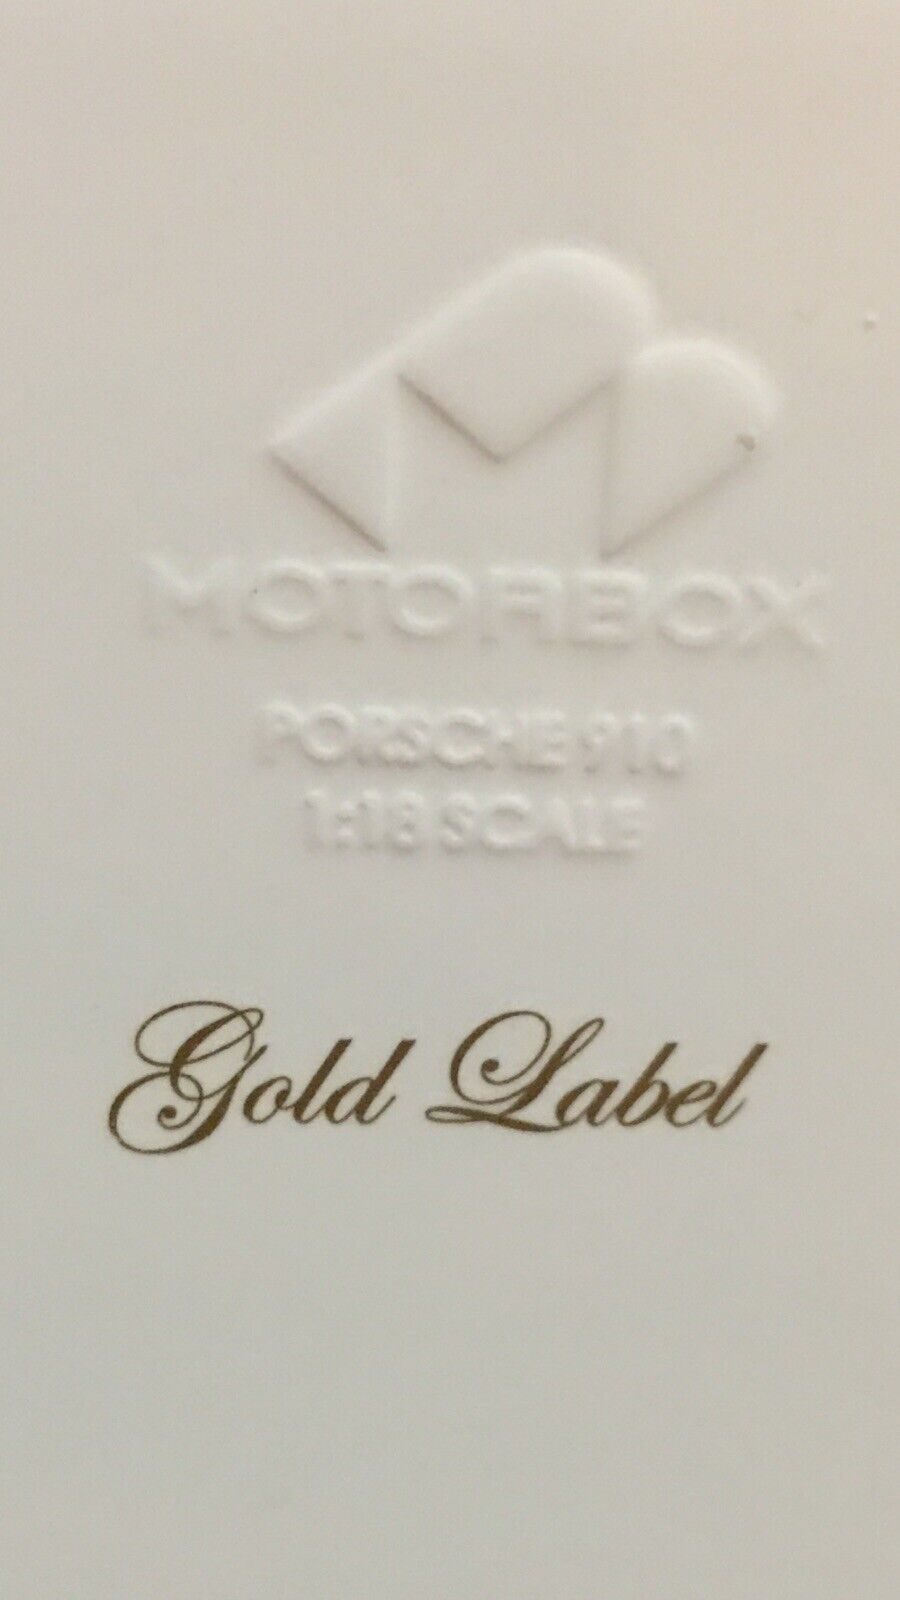 MOTORBOX
PORSCHE 910
1:18 SCALE
Gold Label